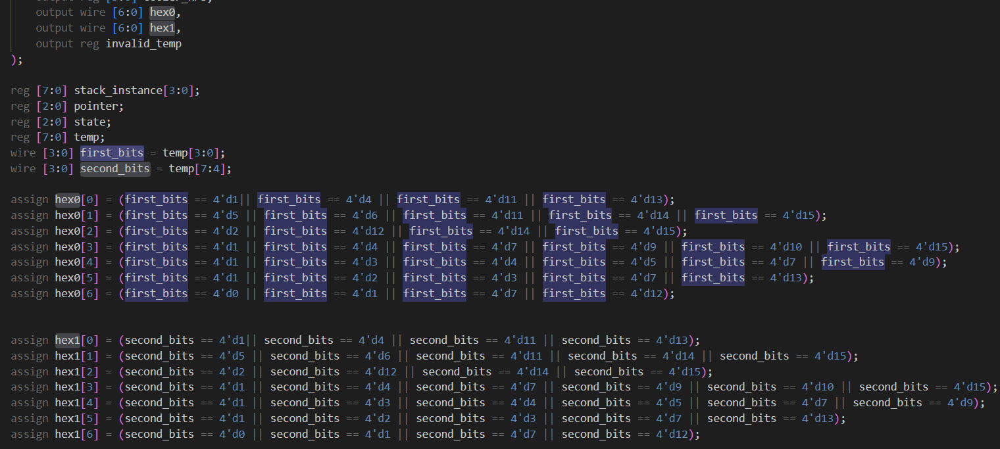 output wire [6:0] hex0,
output wire [6:0] hex1,
output reg invalid_temp
);
reg [7:0] stack_instance[3:0];
reg [2:0] pointer;
reg [2:0] state;
reg [7:0] temp;
wire [3:0] first_bits = temp[3:0];
wire [3:0] second_bits = temp[7:4];
assign hex0[0] = (first_bits == 4'd1|| first_bits == 4'd4 || first_bits == 4'd11 || first_bits == 4'd13);
assign hex0[1] = (first_bits == 4'd5 || first_bits == 4'd6 || first_bits == 4'd11 || first_bits == 4'd14 || first_bits == 4'd15);
assign hex0[2] = (first_bits == 4'd2 || first_bits == 4'd12 || first_bits == 4'd14 || first_bits == 4'd15);
assign hex0[3] = (first_bits == 4'd1 || first_bits == 4'd4 || first_bits == 4'd7 || first_bits == 4'd9 || first_bits == 4'd10 || first_bits == 4'd15);
assign hex0[4] = (first_bits == 4'd1 || first_bits == 4'd3 || first_bits == 4'd4 || first_bits == 4'd5 || first_bits == 4'd7 || first_bits == 4'd9);
assign hex0[5] = (first_bits == 4'd1 || first_bits == 4'd2 || first_bits == 4'd3 || first_bits == 4'd7 || first_bits == 4'd13);
assign hex0[6] = (first_bits == 4'd0 || first_bits == 4'd1 || first_bits == 4'd7 || first_bits == 4'd12);
assign hex1[0] = (second_bits == 4'd1|| second_bits == 4'd4 || second_bits == 4'd11 || second_bits == 4'd13);
assign hex1[1] = (second_bits == 4'd5 || second_bits == 4'd6 || second_bits == 4'd11 || second_bits == 4'd14 || second_bits == 4'd15);
assign hex1[2] = (second_bits == 4'd2 || second_bits == 4'd12 || second_bits == 4'd14 || second_bits == 4'd15);
assign hex1[3] = (second_bits == 4'd1 || second_bits == 4'd4 || second_bits == 4'd7 || second_bits == 4'd9 || second_bits == 4'd10 || second_bits == 4'd15);
assign hex1[4] = (second_bits == 4'd1 || second_bits == 4'd3 || second_bits == 4'd4 || second_bits == 4'd5 || second_bits == 4'd7 || second_bits == 4'd9);
assign hex1[5] = (second_bits == 4'd1 || second_bits == 4'd2 || second_bits == 4'd3 || second_bits == 4'd7 || second_bits == 4'd13);
assign hex1[6] = (second_bits == 4'd0 || second_bits == 4'd1 || second_bits == 4'd7 || second_bits == 4'd12);